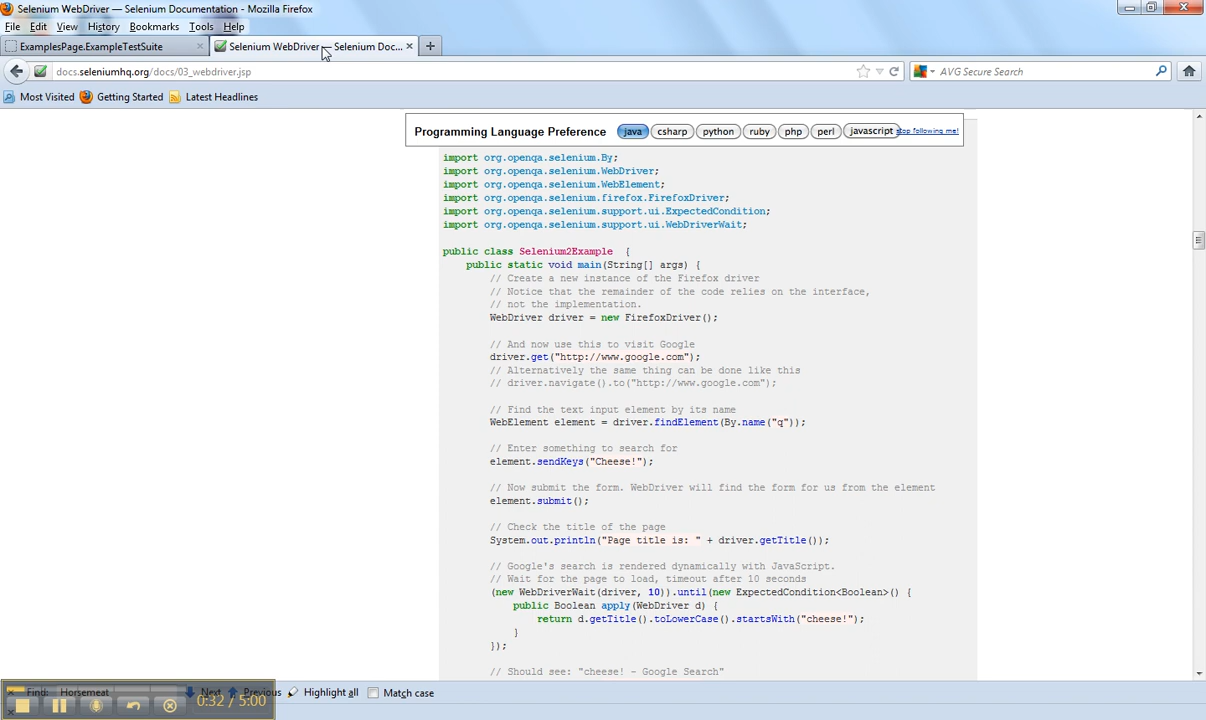 Selenium WebDriver — Selenium Documentation - Mozilla Firefox
File Edit View History Bookmarks Tools Help
ExamplesPage.ExampleTestSuite
Selenium WebDriver — Selenium Doc...
docs.seleniumhq.org/docs/03_webdriver.jsp
AVG Secure Search
Most Visited Getting Started Latest Headlines
Programming Language Preference java csharp python ruby php perl javascript stop following me!
import org.openqa.selenium.By;
import org.openqa.selenium.WebDriver;
import org.openqa.selenium.WebElement;
import org.openqa.selenium.firefox.FirefoxDriver;
import org.openqa.selenium.support.ui.ExpectedCondition;
import org.openqa.selenium.support.ui.WebDriverWait;
public class Selenium2Example {
public static void main(String[] args) {
// Create a new instance of the Firefox driver
// Notice that the remainder of the code relies on the interface,
// not the implementation.
WebDriver driver = new FirefoxDriver();
// And now use this to visit Google
driver.get("http://www.google.com");
// Alternatively the same thing can be done like this
// driver.navigate().to("http://www.google.com");
// Find the text input element by its name
WebElement element = driver.findElement(By.name("q"));
// Enter something to search for
element.sendKeys("Cheese!");
// Now submit the form. WebDriver will find the form for us from the element
element.submit();
// Check the title of the page
System.out.println("Page title is: " + driver.getTitle());
// Google's search is rendered dynamically with JavaScript.
// Wait for the page to load, timeout after 10 seconds
(new WebDriverWait(driver, 10)).until(new ExpectedCondition<Boolean>() {
public Boolean apply(WebDriver d) {
return d.getTitle().toLowerCase().startsWith("cheese!");
}
});
// Should see: "cheese! - Google Search"
Find: Horsemeat Next Previous Highlight all Match case
0:32 / 5:00